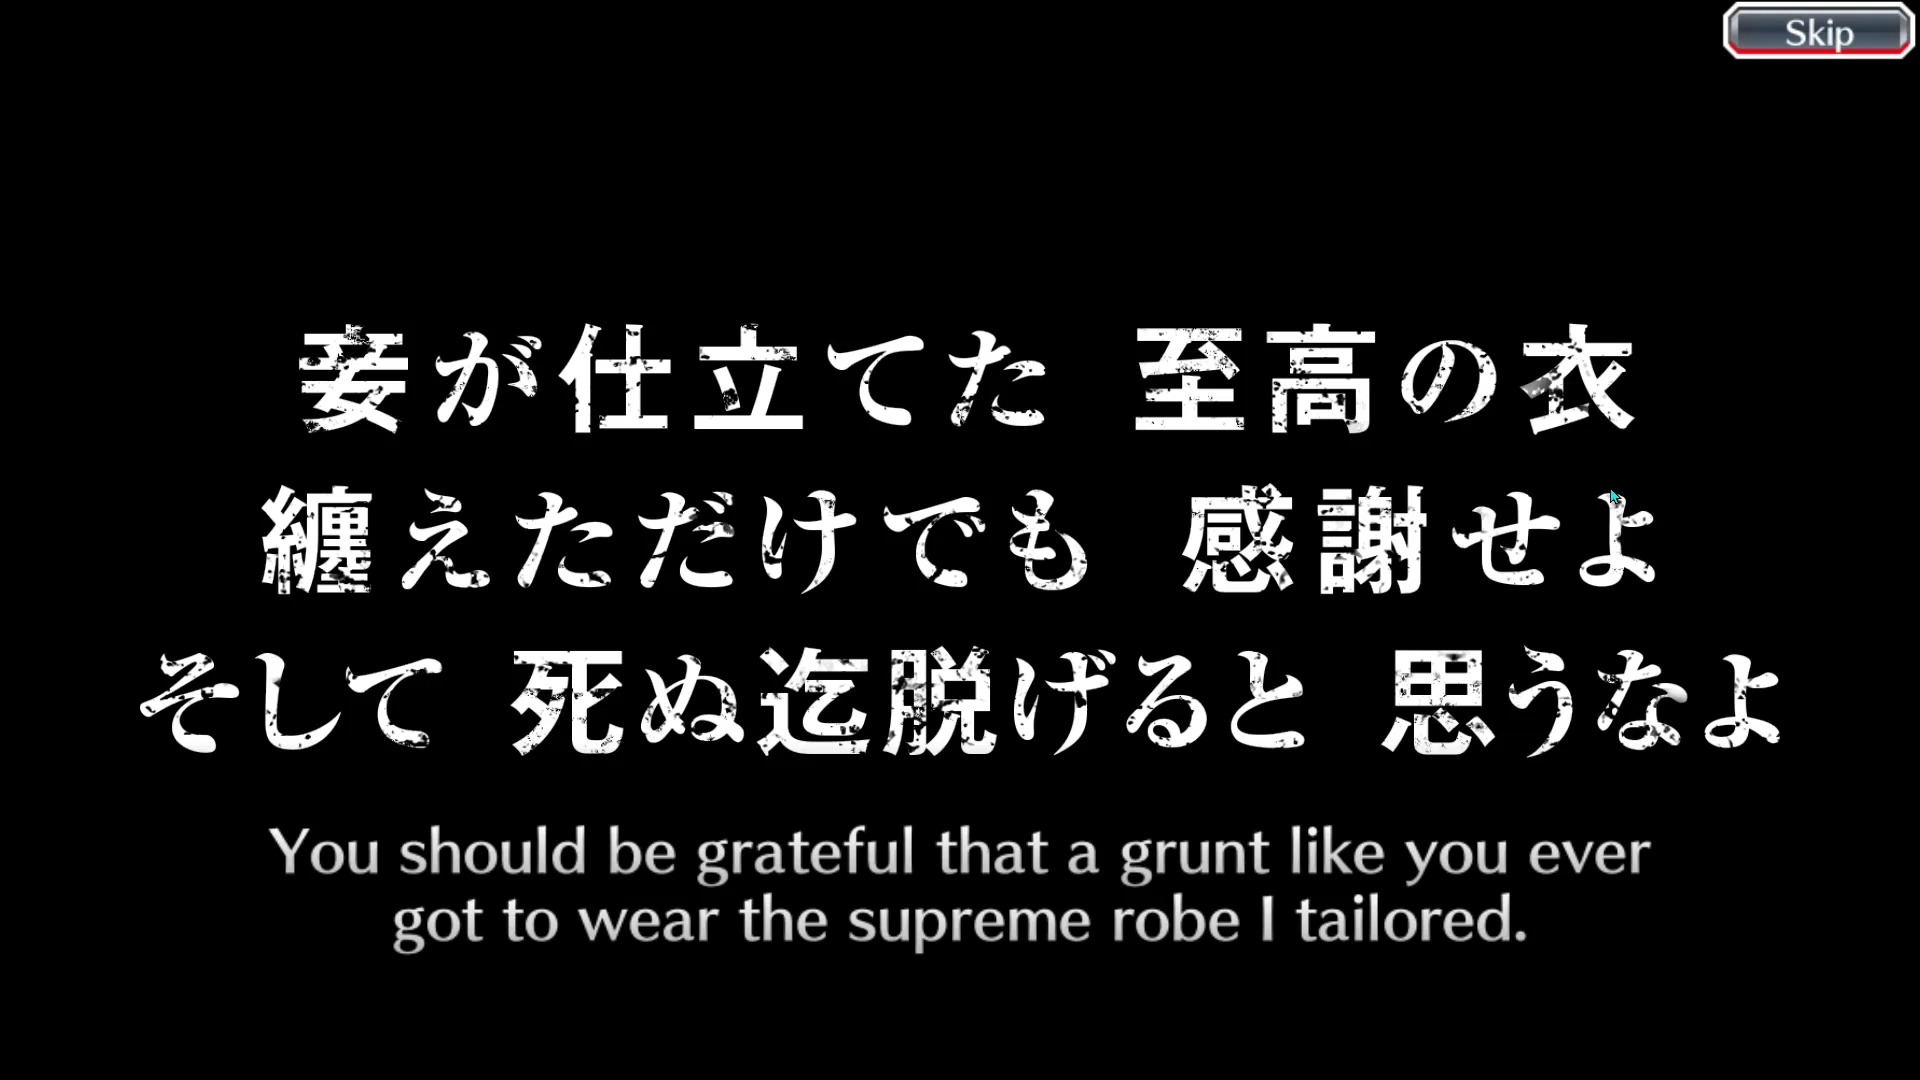 Skip
妾が仕立てた 至高の衣
纏えただけでも 感謝せよ
そして 死ぬ迄脱げると 思うなよ
You should be grateful that a grunt like you ever
got to wear the supreme robe I tailored.